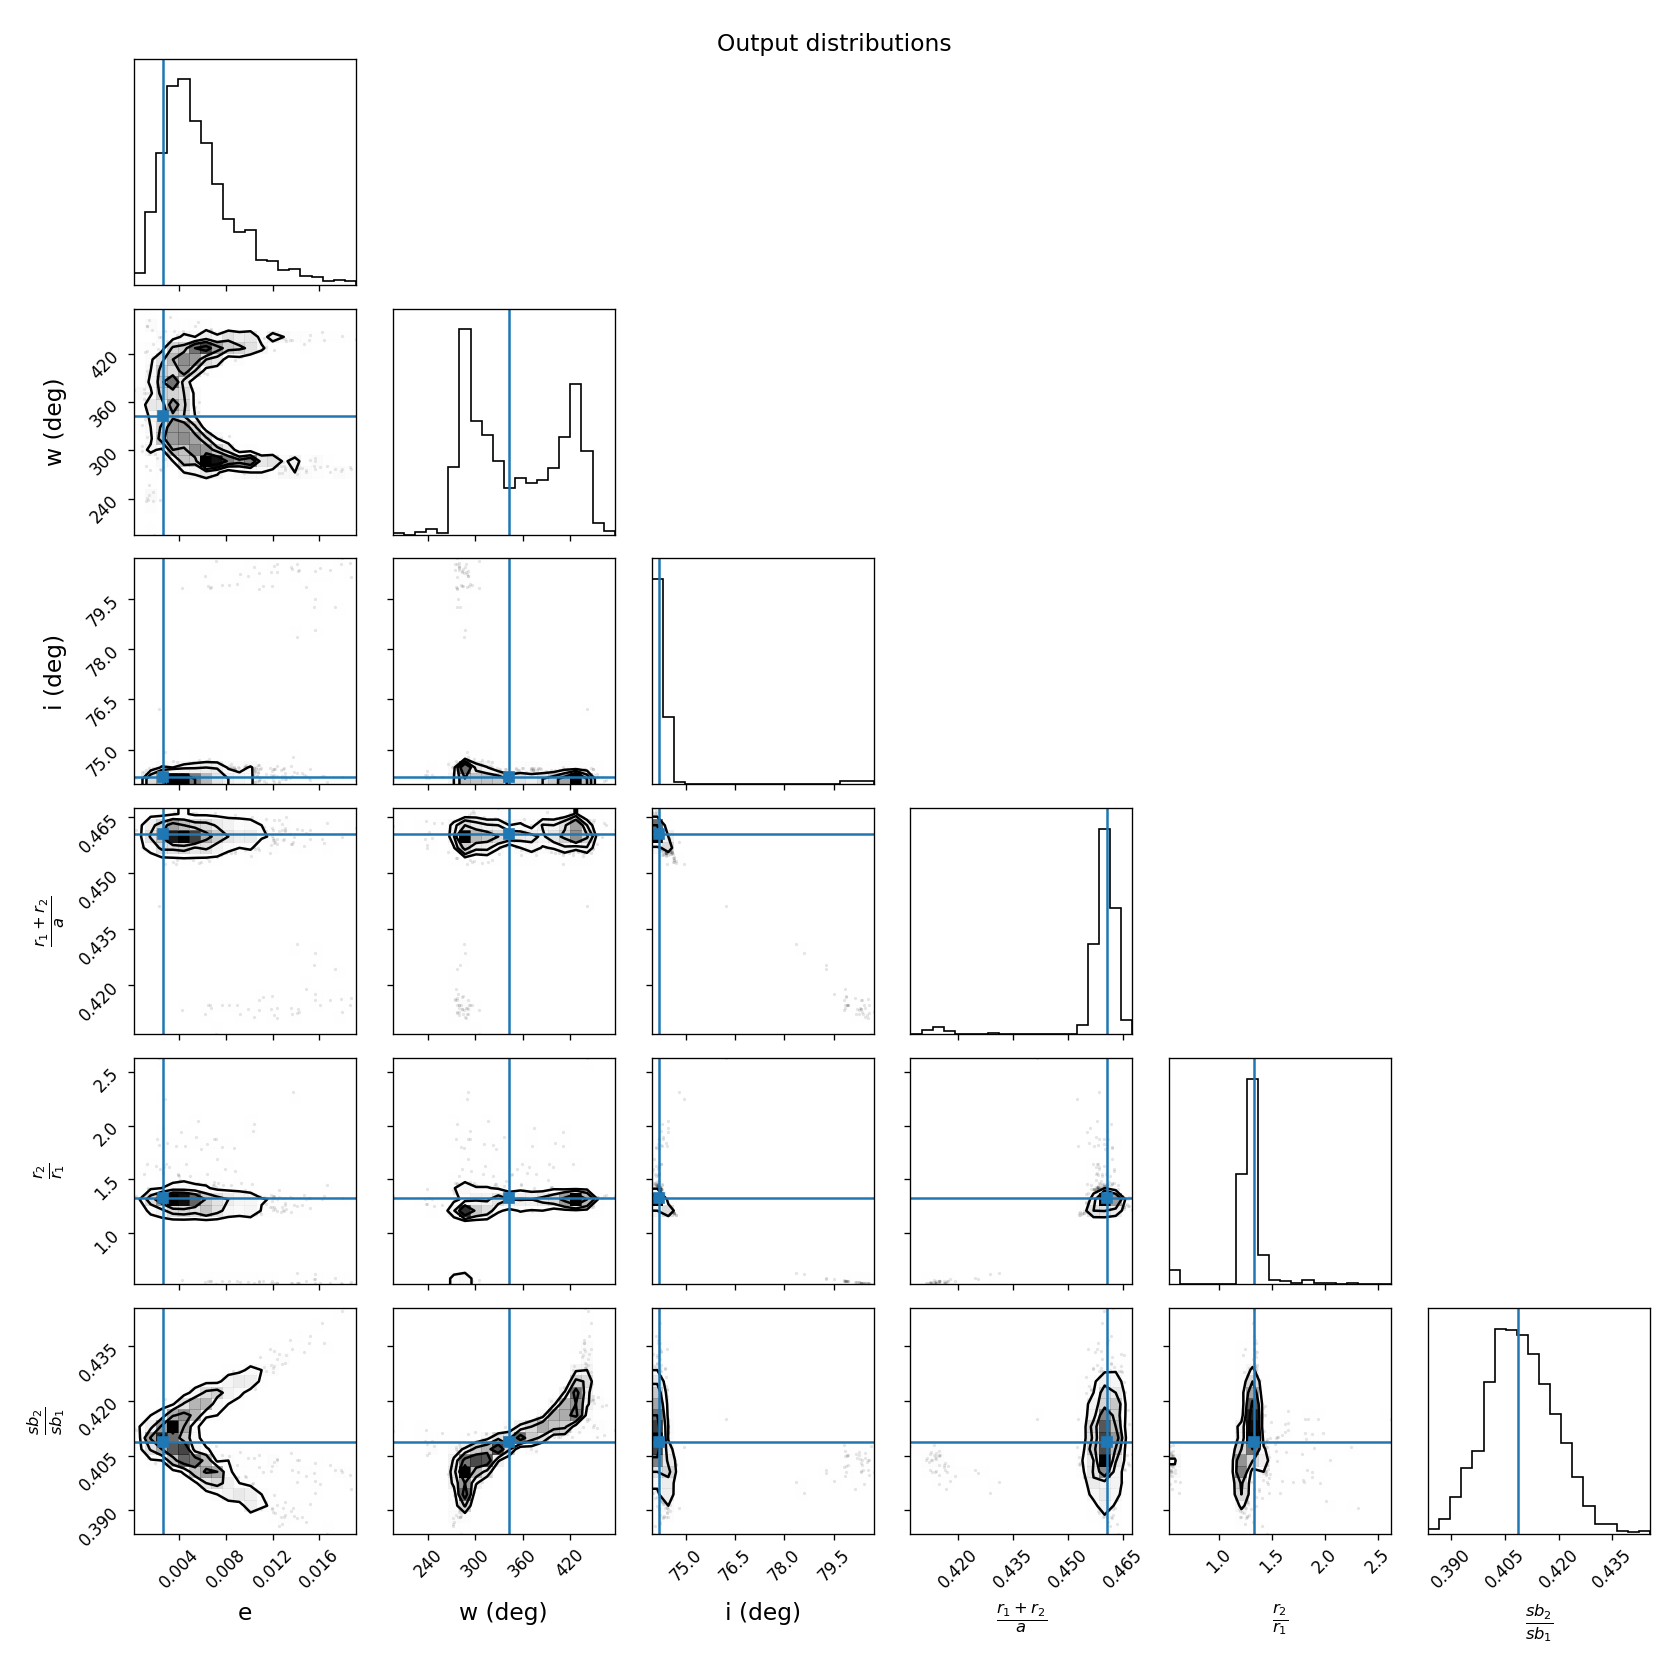 Output distributions
w (deg)
420
360
300
240
i (deg)
79.5
78.0
76.5
75.0
r₁ + r₂
a
0.465
0.450
0.435
0.420
r₂
r₁
2.5
2.0
1.5
1.0
sb₂
sb₁
0.435
0.420
0.405
0.390
0.004 0.008 0.012 0.016 240 300 360 420 75.0 76.5 78.0 79.5 0.420 0.435 0.450 0.465 1.0 1.5 2.0 2.5 0.390 0.405 0.420 0.435
e w (deg) i (deg) r₁ + r₂ r₂ sb₂
a r₁ sb₁